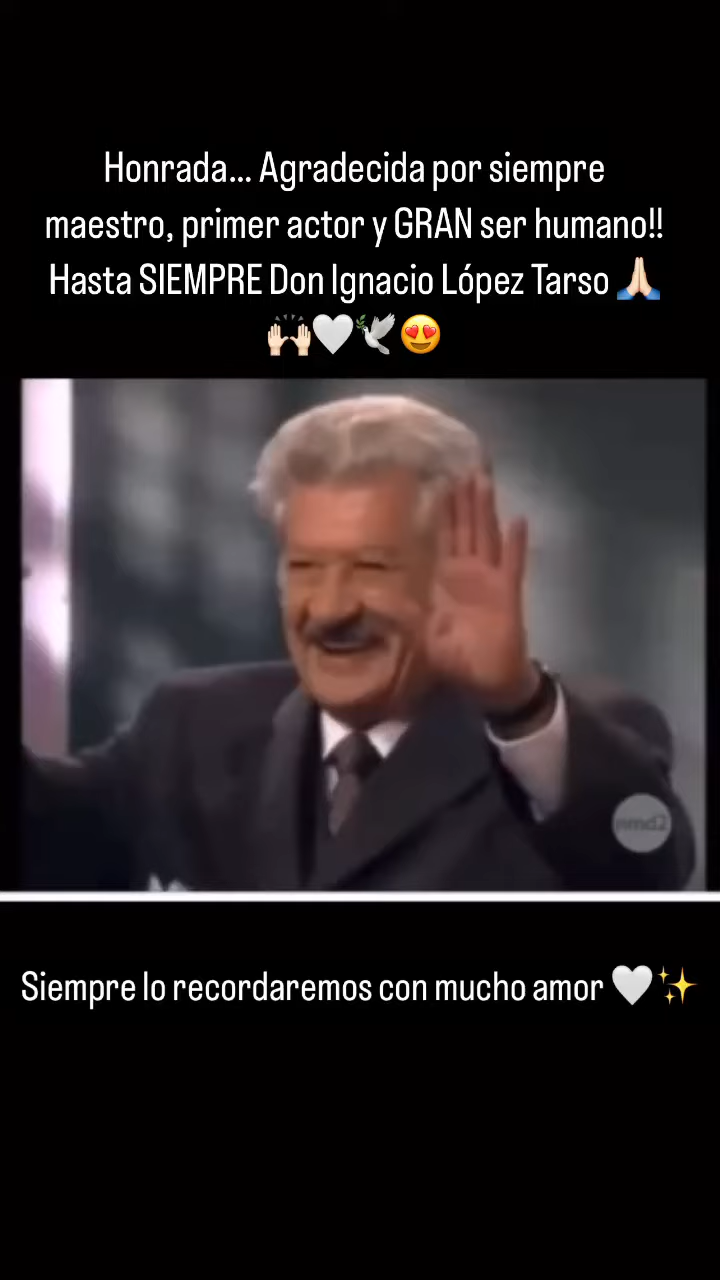 Honrada... Agradecida por siempre
maestro, primer actor y GRAN ser humano!!
Hasta SIEMPRE Don Ignacio López Tarso 🙏🏻
🙌🏻🤍🕊️😍
nmd2
Siempre lo recordaremos con mucho amor 🤍✨